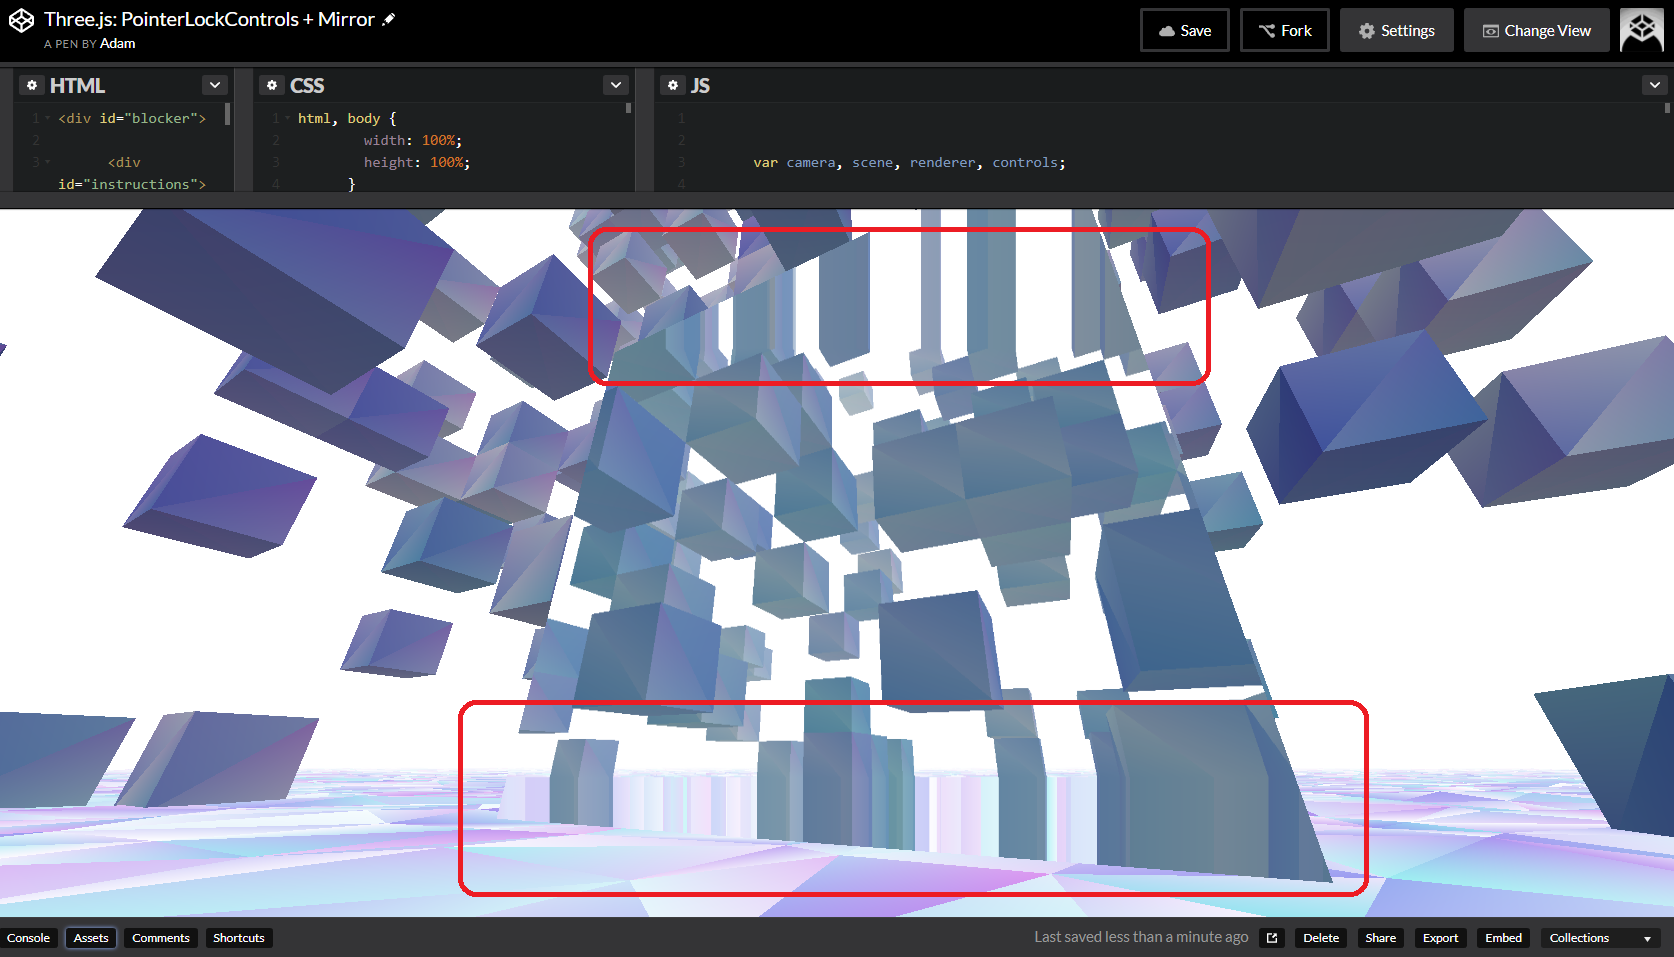 Three.js: PointerLockControls + Mirror
A PEN BY Adam
Save
Fork
Settings
Change View
HTML
CSS
JS
1 <div id="blocker">
2
3 <div
id="instructions">
1 html, body {
2 width: 100%;
3 height: 100%;
4 }
1
2
3 var camera, scene, renderer, controls;
4
Console
Assets
Comments
Shortcuts
Last saved less than a minute ago
Delete
Share
Export
Embed
Collections